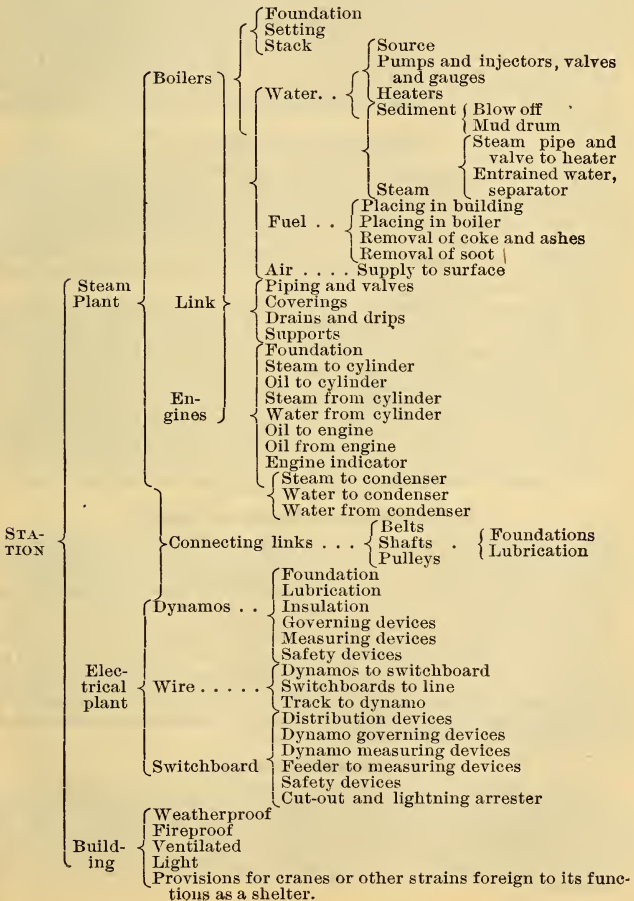 Foundation
Setting
Stack
Boilers
Source
Pumps and injectors, valves
and gauges
Water. .
Heaters
Sediment
Blow off
Mud drum
Steam pipe and
valve to heater
Entrained water,
separator
Steam
Placing in building
Fuel . .
Placing in boiler
Removal of coke and ashes
Removal of soot
Air . . . . Supply to surface
Steam
Plant
Link
Piping and valves
Coverings
Drains and drips
Supports
Foundation
Steam to cylinder
Oil to cylinder
En-
gines
Steam from cylinder
Water from cylinder
Oil to engine
Oil from engine
Engine indicator
Steam to condenser
Water to condenser
Water from condenser
STA-
TION
Connecting links . . .
Belts
Shafts .
Pulleys
Foundations
Lubrication
Foundation
Lubrication
Dynamos . .
Insulation
Governing devices
Measuring devices
Safety devices
Elec-
trical
plant
Wire . . . . .
Dynamos to switchboard
Switchboards to line
Track to dynamo
Distribution devices
Dynamo governing devices
Dynamo measuring devices
Switchboard
Feeder to measuring devices
Safety devices
Cut-out and lightning arrester
Build-
ing
Weatherproof
Fireproof
Ventilated
Light
Provisions for cranes or other strains foreign to its func-
tions as a shelter.